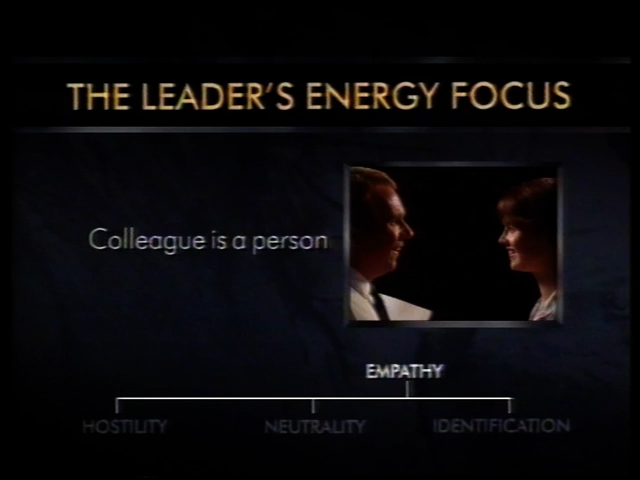 THE LEADER'S ENERGY FOCUS
Colleague is a person
EMPATHY
HOSTILITY NEUTRALITY IDENTIFICATION